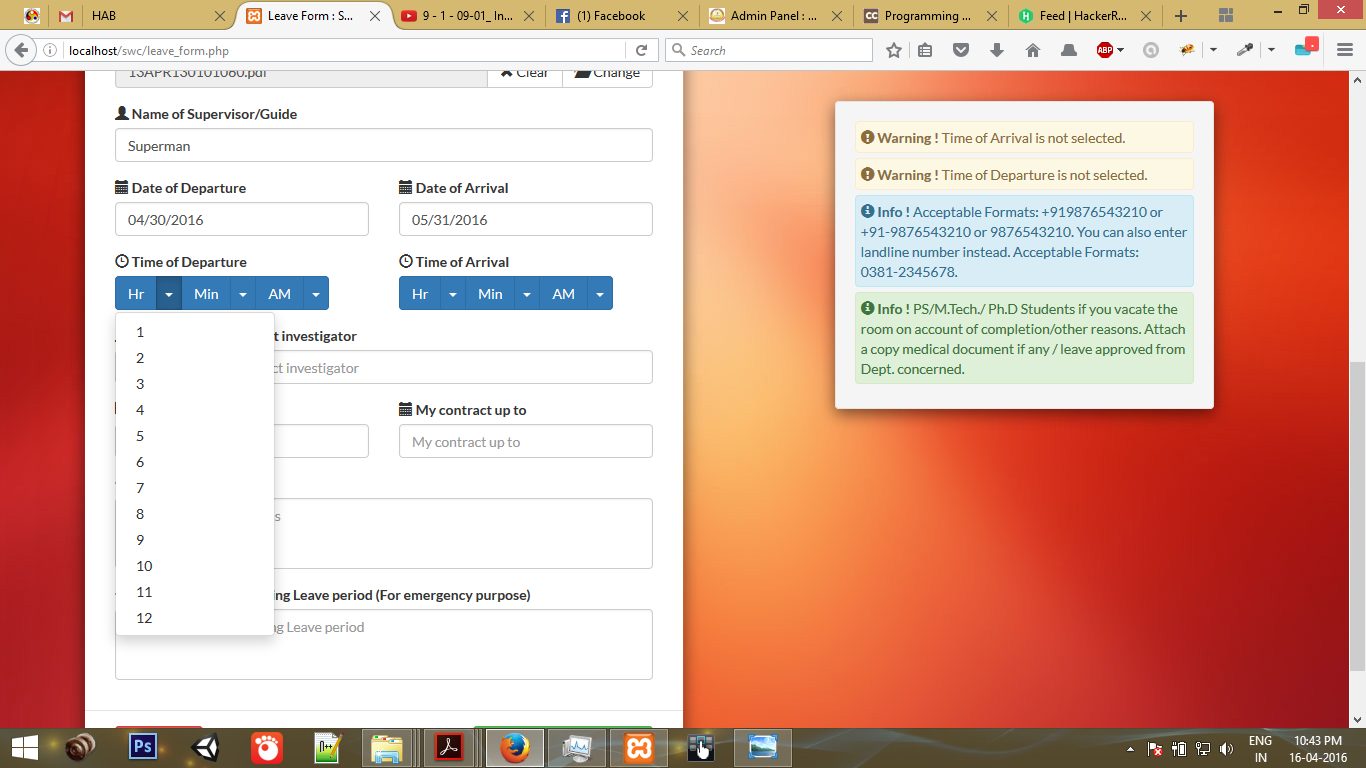 HAB
Leave Form : S...
9 - 1 - 09-01_ In...
(1) Facebook
Admin Panel : ...
Programming ...
Feed | HackerR...
localhost/swc/leave_form.php
Search
ABP
13APR130101060.pdf
Clear
Change
Name of Supervisor/Guide
Superman
Date of Departure
Date of Arrival
04/30/2016
05/31/2016
Time of Departure
Time of Arrival
Hr
Min
AM
Hr
Min
AM
1
2
3
4
5
6
7
8
9
10
11
12
t investigator
ct investigator
My contract up to
My contract up to
s
ing Leave period (For emergency purpose)
ng Leave period
Warning ! Time of Arrival is not selected.
Warning ! Time of Departure is not selected.
Info ! Acceptable Formats: +919876543210 or
+91-9876543210 or 9876543210. You can also enter
landline number instead. Acceptable Formats:
0381-2345678.
Info ! PS/M.Tech./ Ph.D Students if you vacate the
room on account of completion/other reasons. Attach
a copy medical document if any / leave approved from
Dept. concerned.
Ps
ENG
IN
10:43 PM
16-04-2016